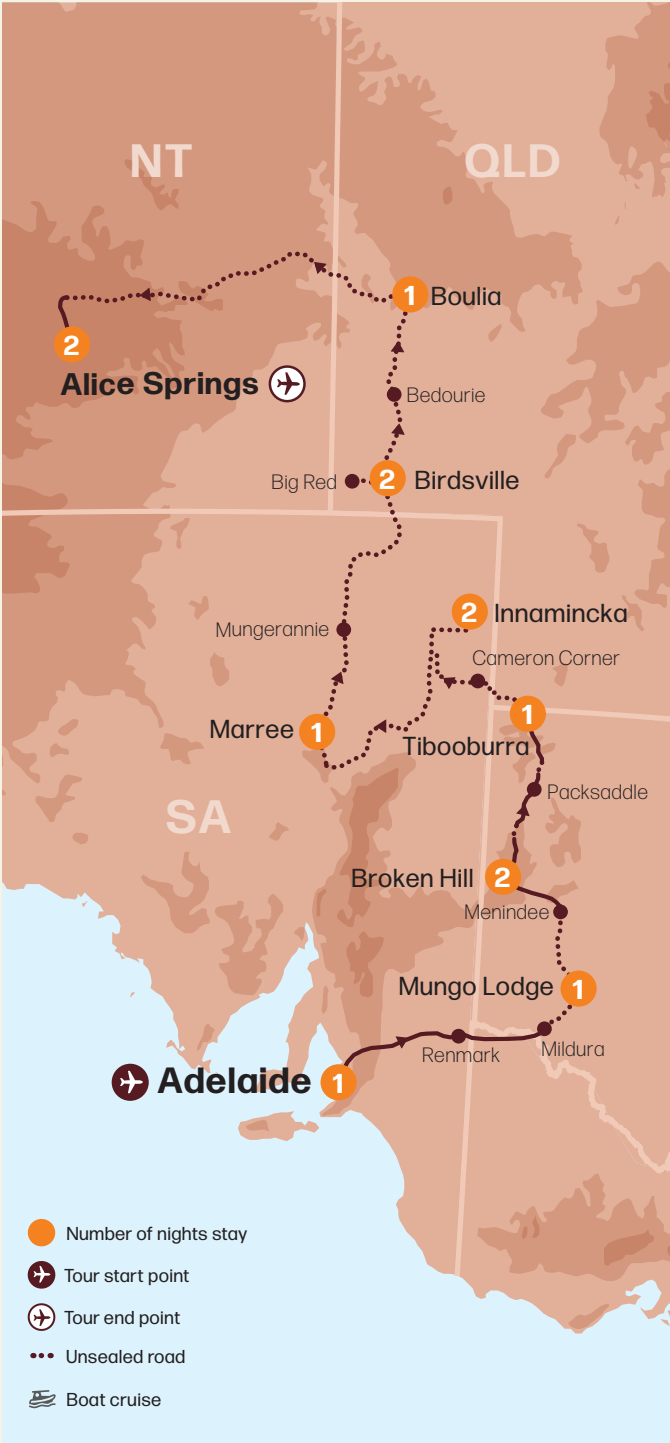 NT
QLD
1 Boulia
2
Alice Springs
Bedourie
Big Red 2 Birdsville
2 Innamincka
Mungerannie
Cameron Corner
Marree 1
1
Tibooburra
Packsaddle
SA
Broken Hill 2
Menindee
Mungo Lodge 1
Renmark
Mildura
Adelaide 1
Number of nights stay
Tour start point
Tour end point
Unsealed road
Boat cruise